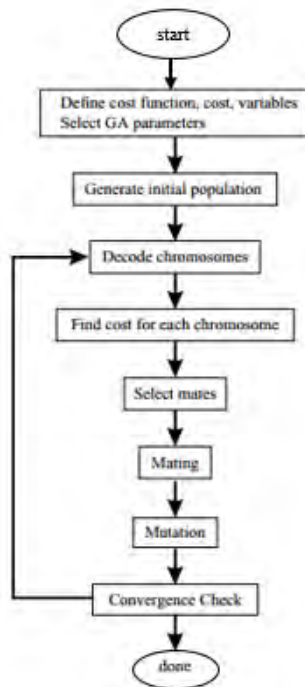 start
Define cost function, cost, variables
Select GA parameters
Generate initial population
Decode chromosomes
Find cost for each chromosome
Select mates
Mating
Mutation
Convergence Check
done